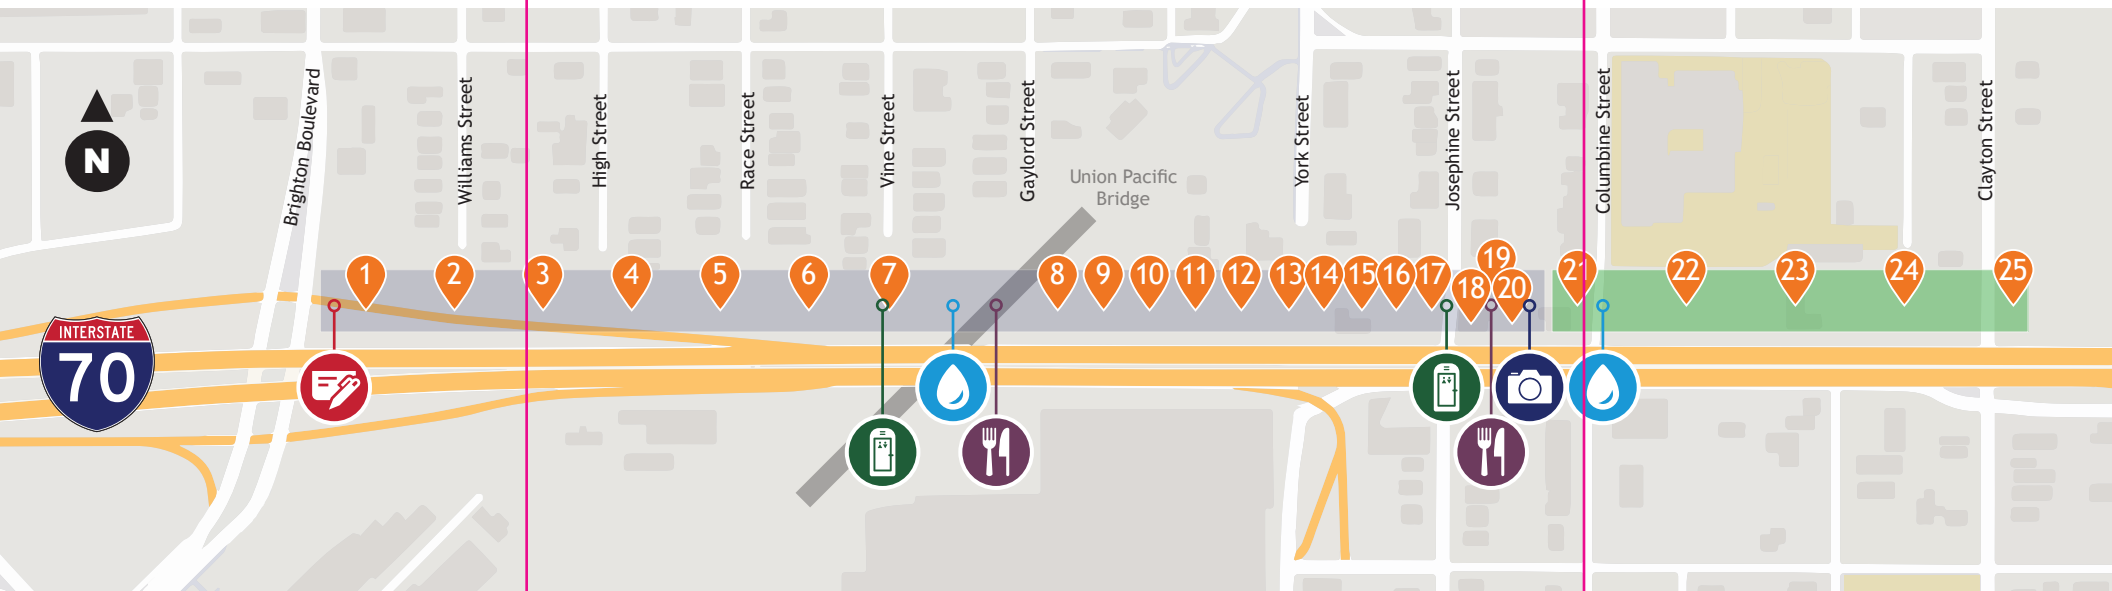 N
Brighton Boulevard
Williams Street
High Street
Race Street
Vine Street
Gaylord Street
Union Pacific
Bridge
York Street
Josephine Street
Columbine Street
Clayton Street
1
2
3
4
5
6
7
8
9
10
11
12
13
14
15
16
17
18
19
20
21
22
23
24
25
INTERSTATE
70